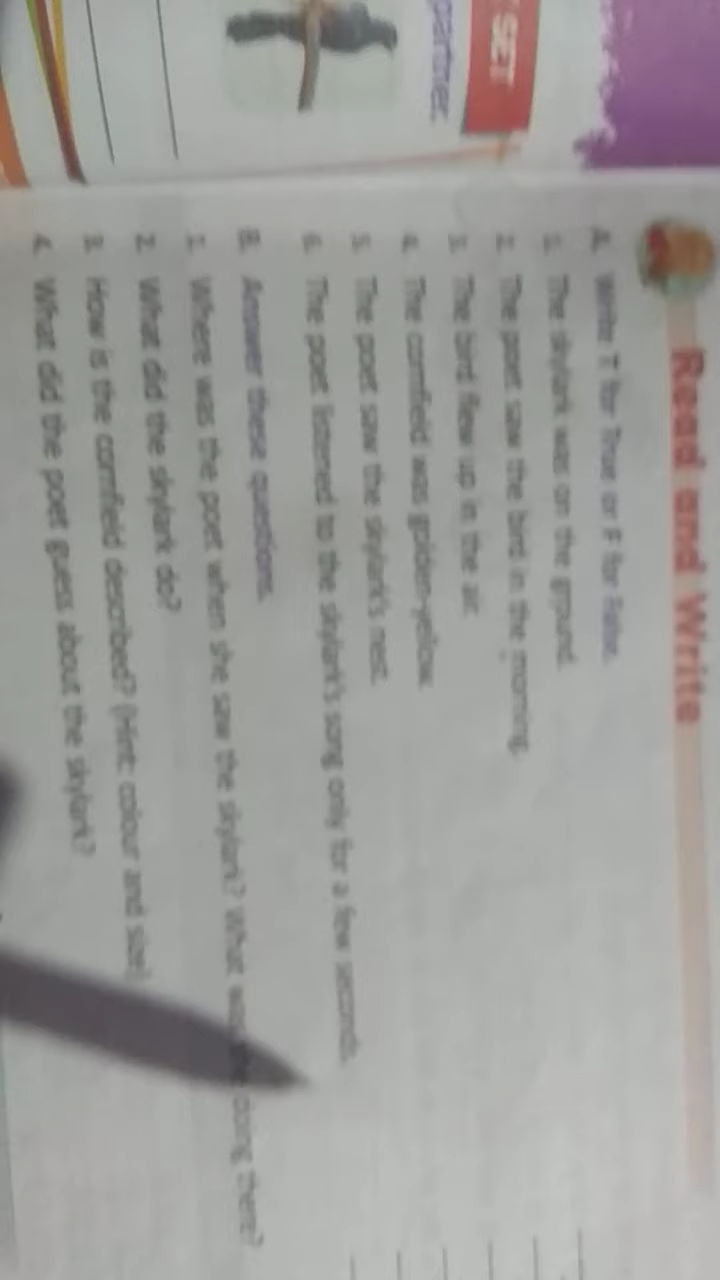 SET
partner.
Read and Write
A. Write T for True or F for False.
1. The skylark was on the ground.
2. The poet saw the bird in the morning.
3. The bird flew up in the air.
4. The cornfield was golden-yellow.
5. The poet saw the skylark's nest.
6. The poet listened to the skylark's song only for a few seconds.
B. Answer these questions.
1. Where was the poet when she saw the skylark? What was she doing there?
2. What did the skylark do?
3. How is the cornfield described? (Hint: colour and size)
4. What did the poet guess about the skylark?